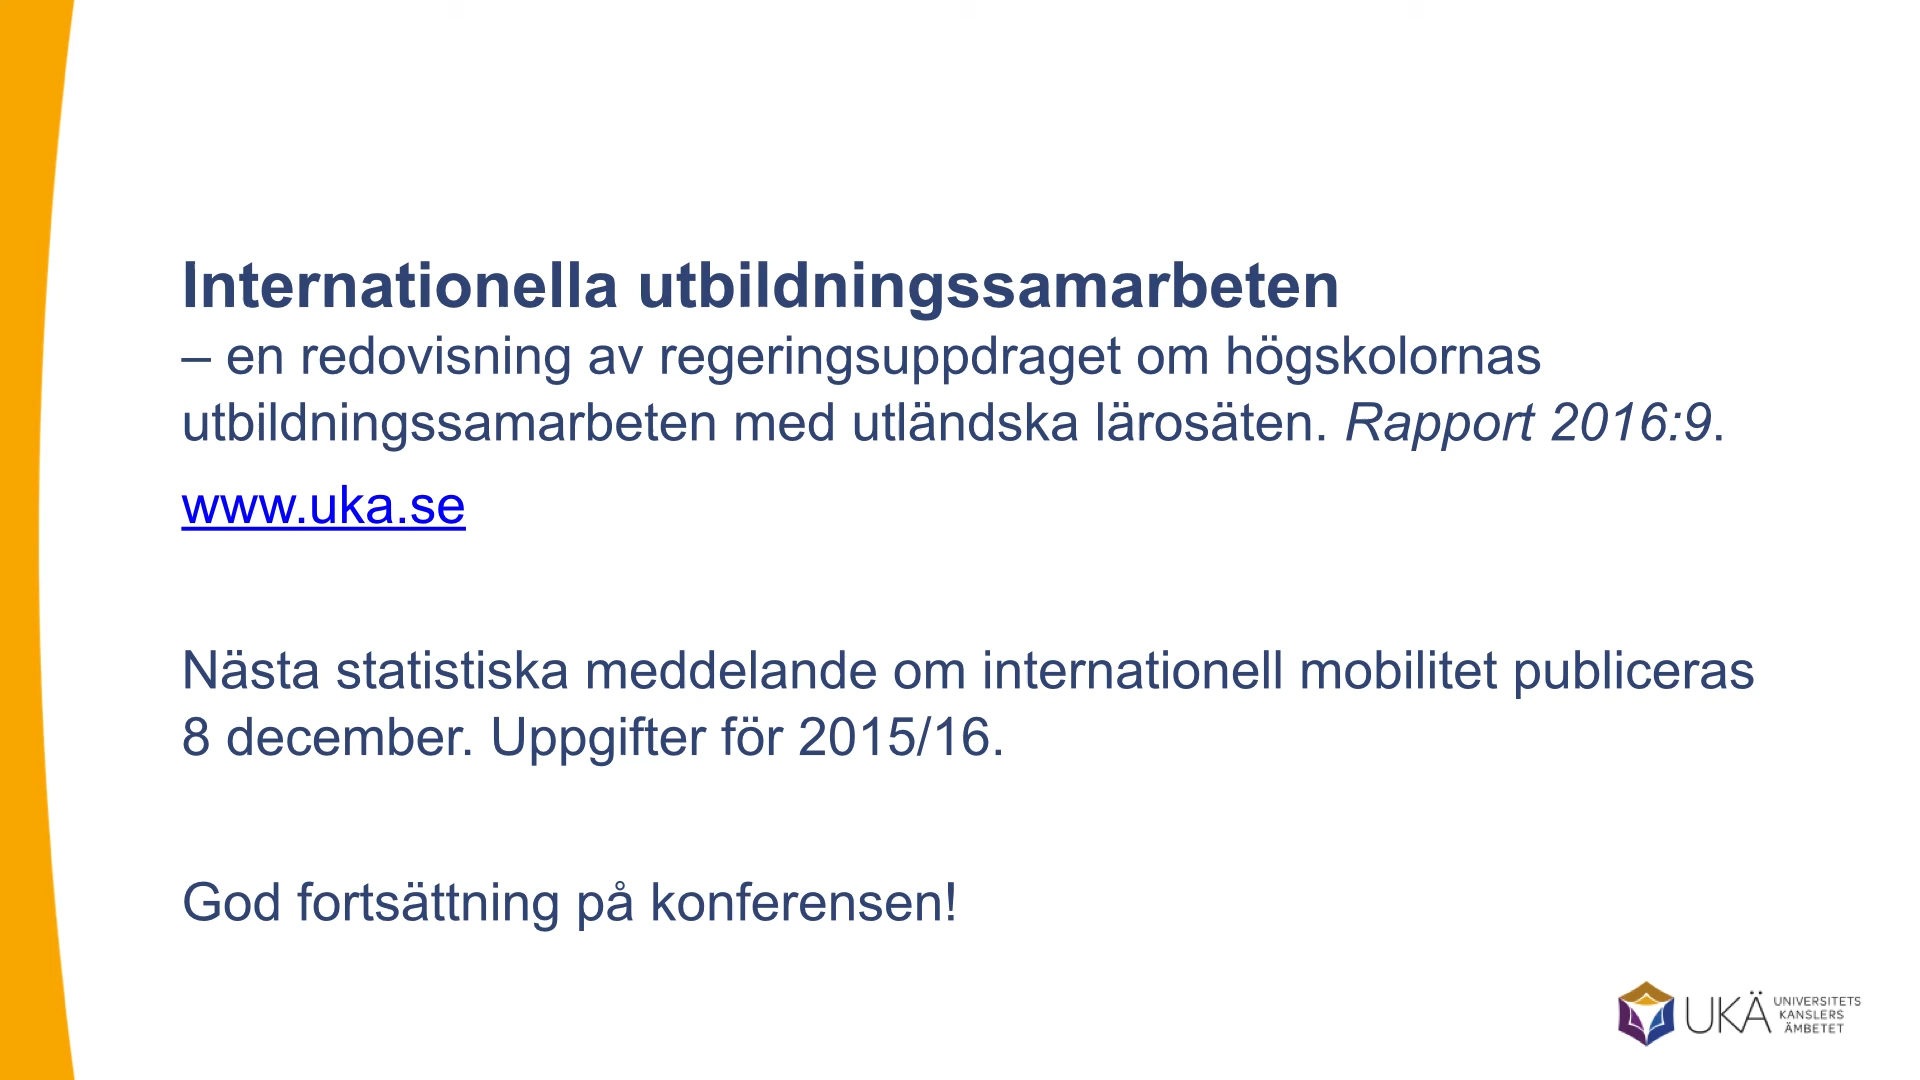 Internationella utbildningssamarbeten
– en redovisning av regeringsuppdraget om högskolornas
utbildningssamarbeten med utländska lärosäten. Rapport 2016:9.
www.uka.se
Nästa statistiska meddelande om internationell mobilitet publiceras
8 december. Uppgifter för 2015/16.
God fortsättning på konferensen!
UKÄ
UNIVERSITETS
KANSLERS
ÄMBETET